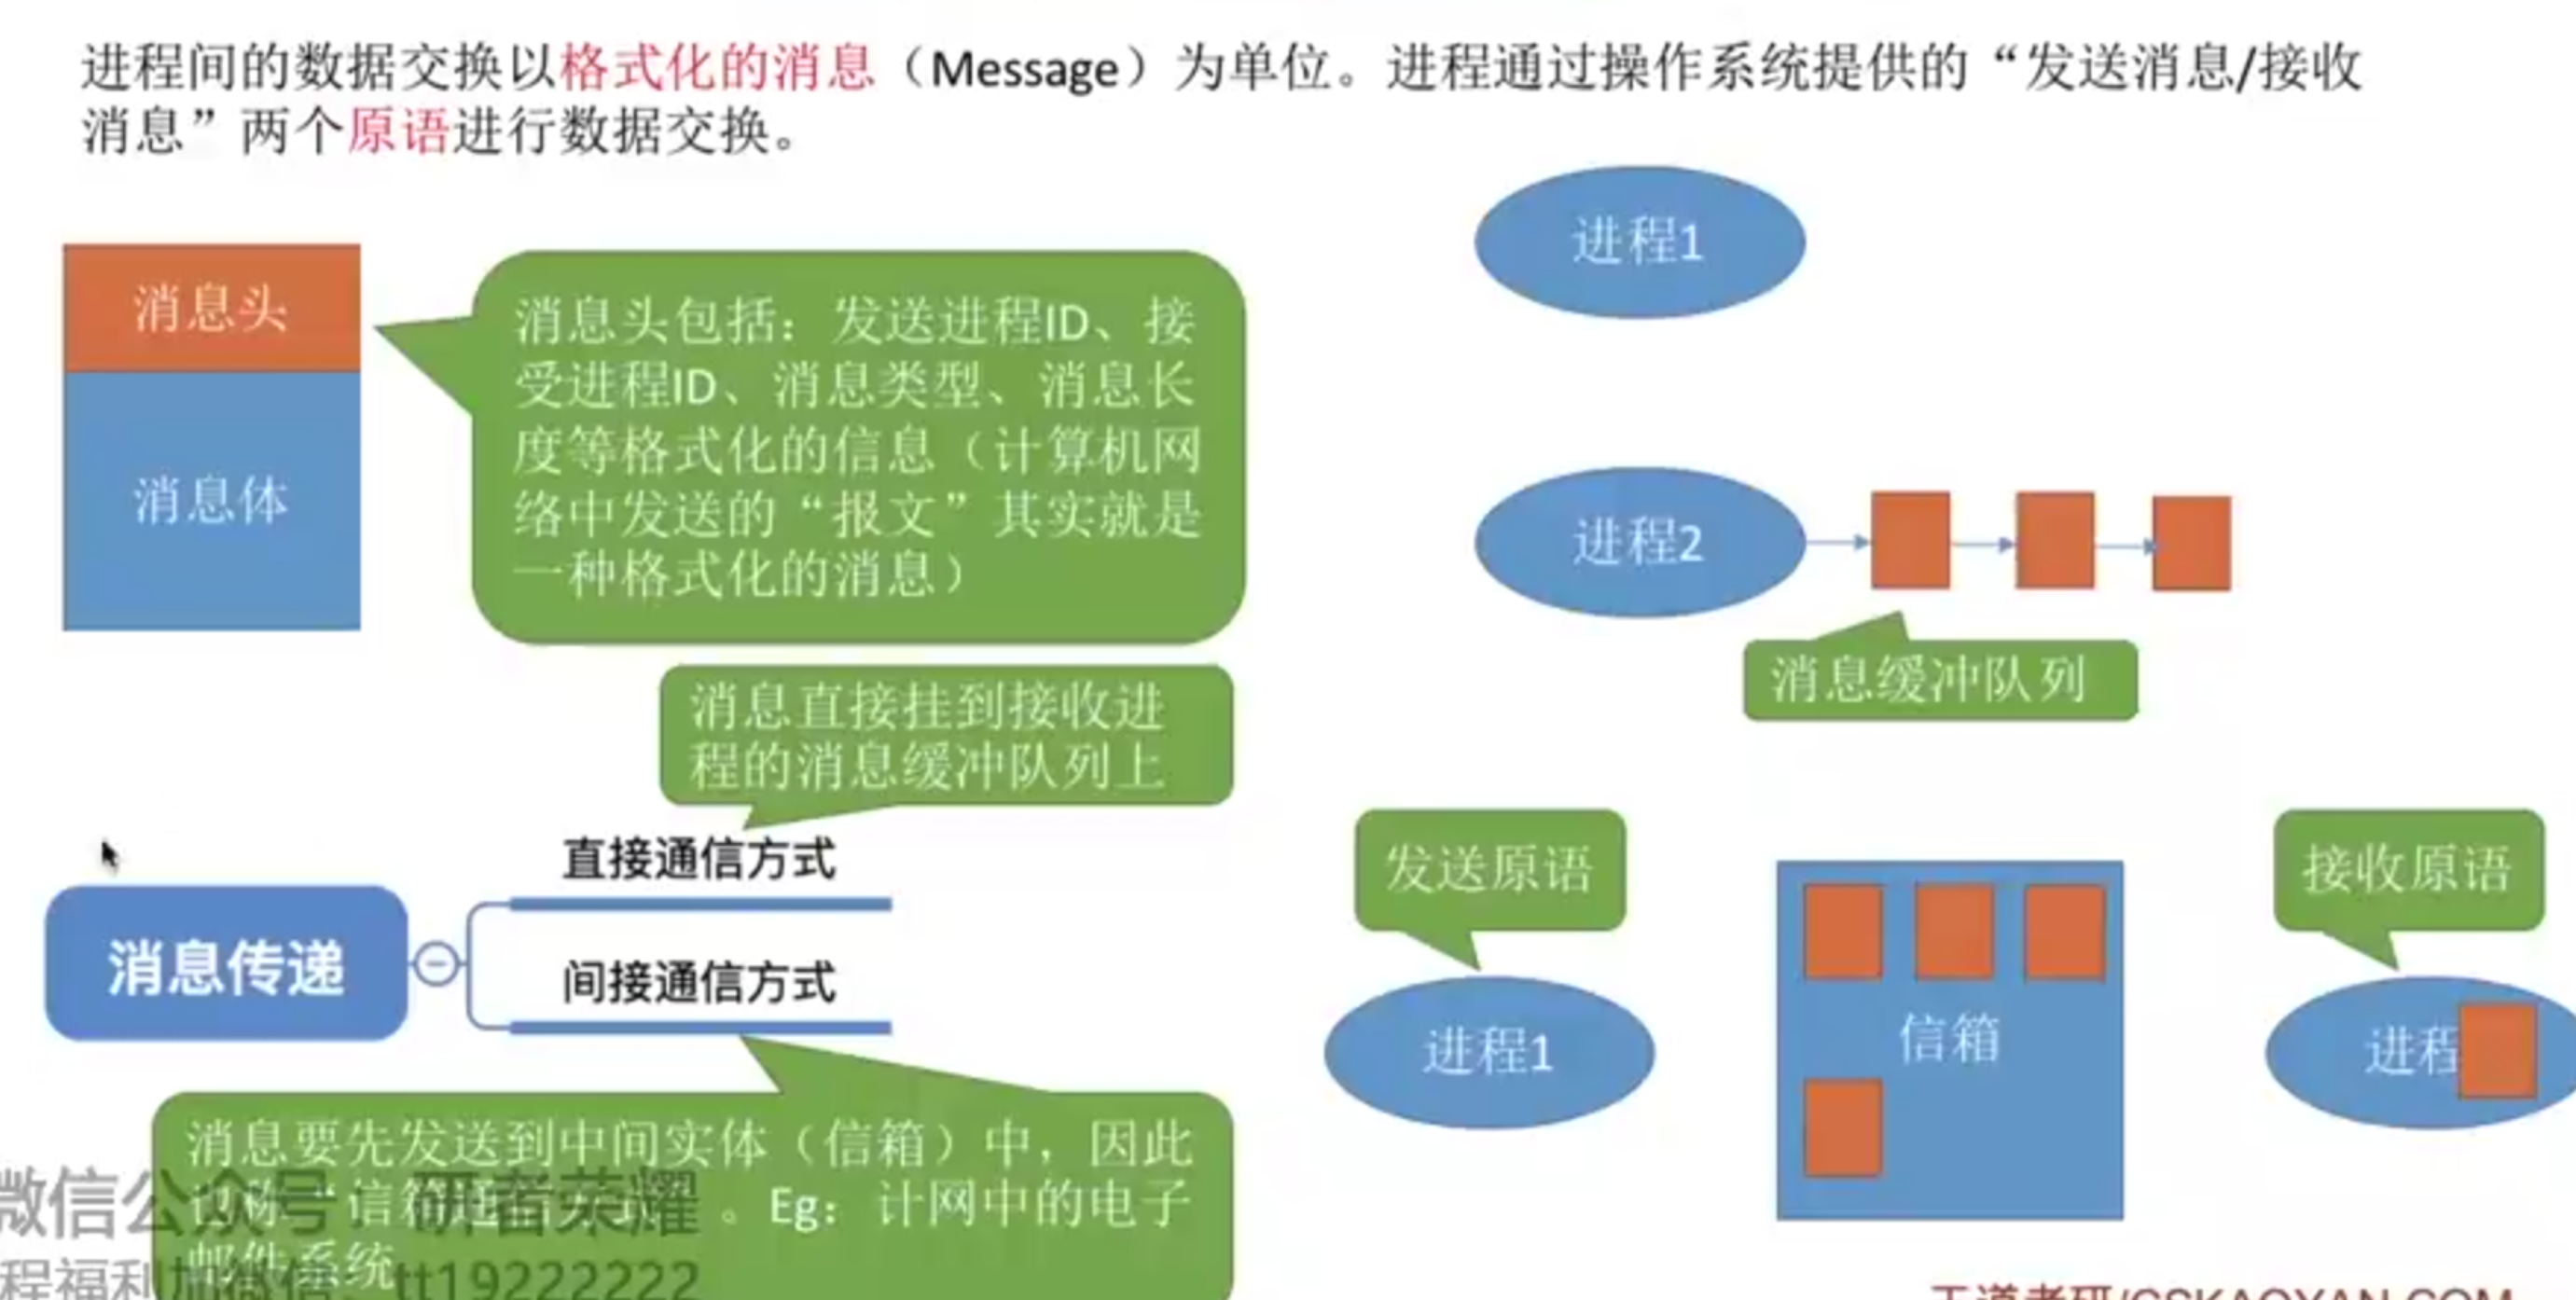 进程间的数据交换以格式化的消息（Message）为单位。进程通过操作系统提供的“发送消息/接收
消息”两个原语进行数据交换。
消息头
消息体
消息头包括：发送进程ID、接
受进程ID、消息类型、消息长
度等格式化的信息（计算机网
络中发送的“报文”其实就是
一种格式化的消息）
进程1
进程2
消息缓冲队列
消息直接挂到接收进
程的消息缓冲队列上
直接通信方式
消息传递
间接通信方式
消息要先发送到中间实体（信箱）中，因此
也称“信箱通信方式”。Eg：计网中的电子
邮件系统
发送原语
进程1
信箱
接收原语
进程
微信公众号：研者荣耀
程福利加微信：tt19222222
王道考研/CSKAOYAN.COM